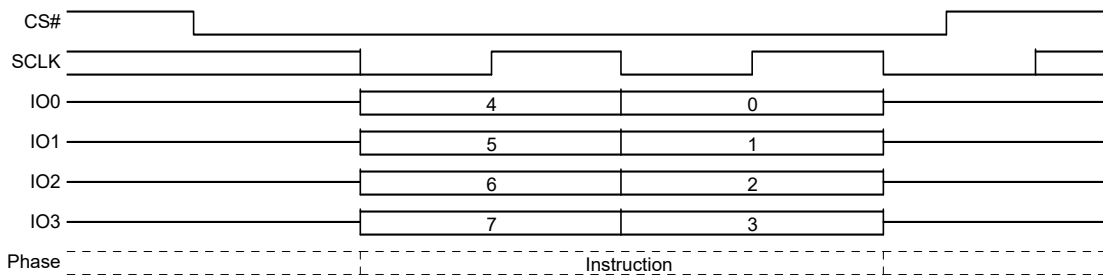 CS#
SCLK
IO0 4 0
IO1 5 1
IO2 6 2
IO3 7 3
Phase Instruction